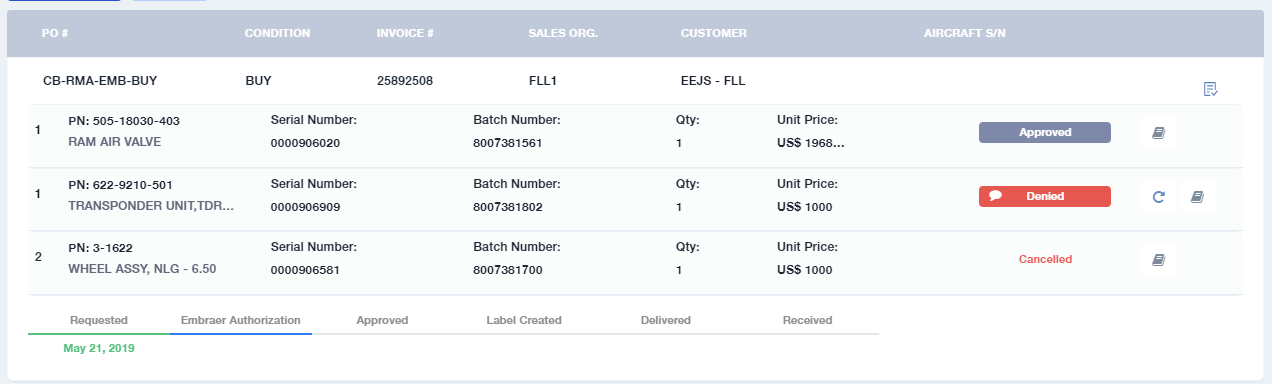 PO # CONDITION INVOICE # SALES ORG. CUSTOMER AIRCRAFT S/N
CB-RMA-EMB-BUY BUY 25892508 FLL1 EEJS - FLL
1 PN: 505-18030-403 Serial Number: Batch Number: Qty: Unit Price:
RAM AIR VALVE 0000906020 8007381561 1 US$ 1968... Approved
1 PN: 622-9210-501 Serial Number: Batch Number: Qty: Unit Price:
TRANSPONDER UNIT,TDR... 0000906909 8007381802 1 US$ 1000 Denied
2 PN: 3-1622 Serial Number: Batch Number: Qty: Unit Price:
WHEEL ASSY, NLG - 6.50 0000906581 8007381700 1 US$ 1000 Cancelled
Requested Embraer Authorization Approved Label Created Delivered Received
May 21, 2019